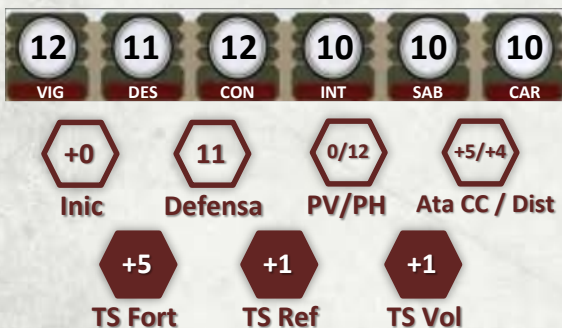 12 11 12 10 10 10
VIG DES CON INT SAB CAR
+0 11 0/12 +5/+4
Inic Defensa PV/PH Ata CC / Dist
+5 +1 +1
TS Fort TS Ref TS Vol